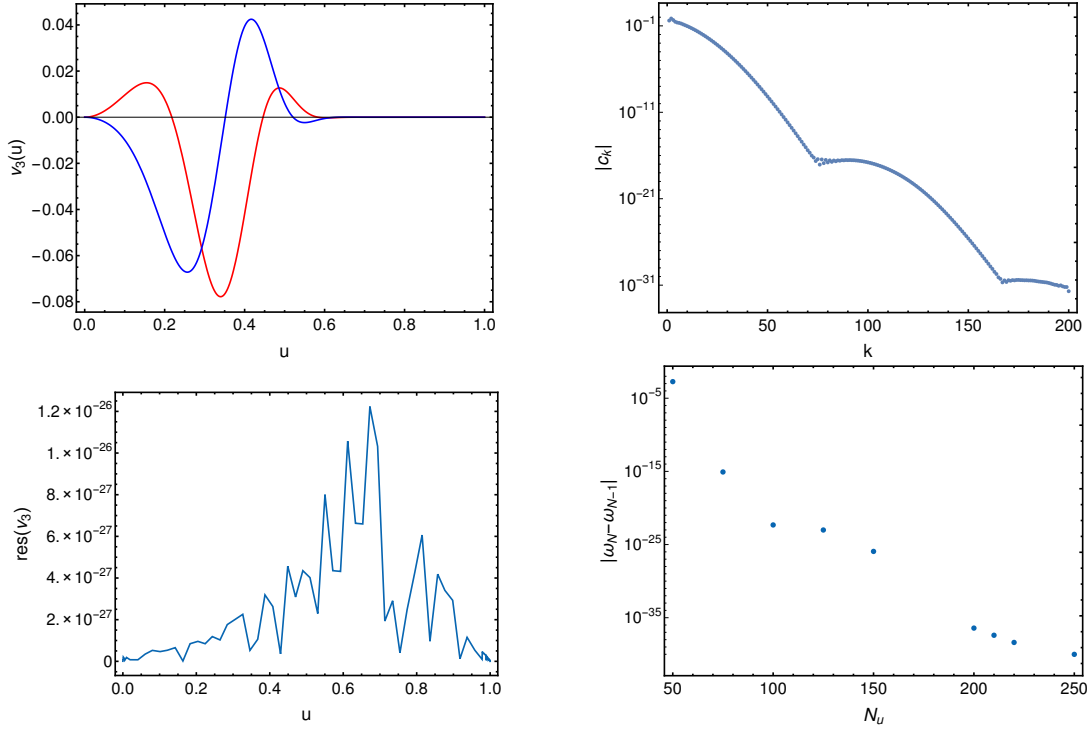 0.04
0.02
0.00
−0.02
−0.04
−0.06
−0.08
v₃(u)
0.0 0.2 0.4 0.6 0.8 1.0
u
10⁻¹
10⁻¹¹
10⁻²¹
10⁻³¹
|cₖ|
0 50 100 150 200
k
1.2×10⁻²⁶
1.×10⁻²⁶
8.×10⁻²⁷
6.×10⁻²⁷
4.×10⁻²⁷
2.×10⁻²⁷
0
res(v₃)
0.0 0.2 0.4 0.6 0.8 1.0
u
10⁻⁵
10⁻¹⁵
10⁻²⁵
10⁻³⁵
|ω_N−ω_{N−1}|
50 100 150 200 250
N_u